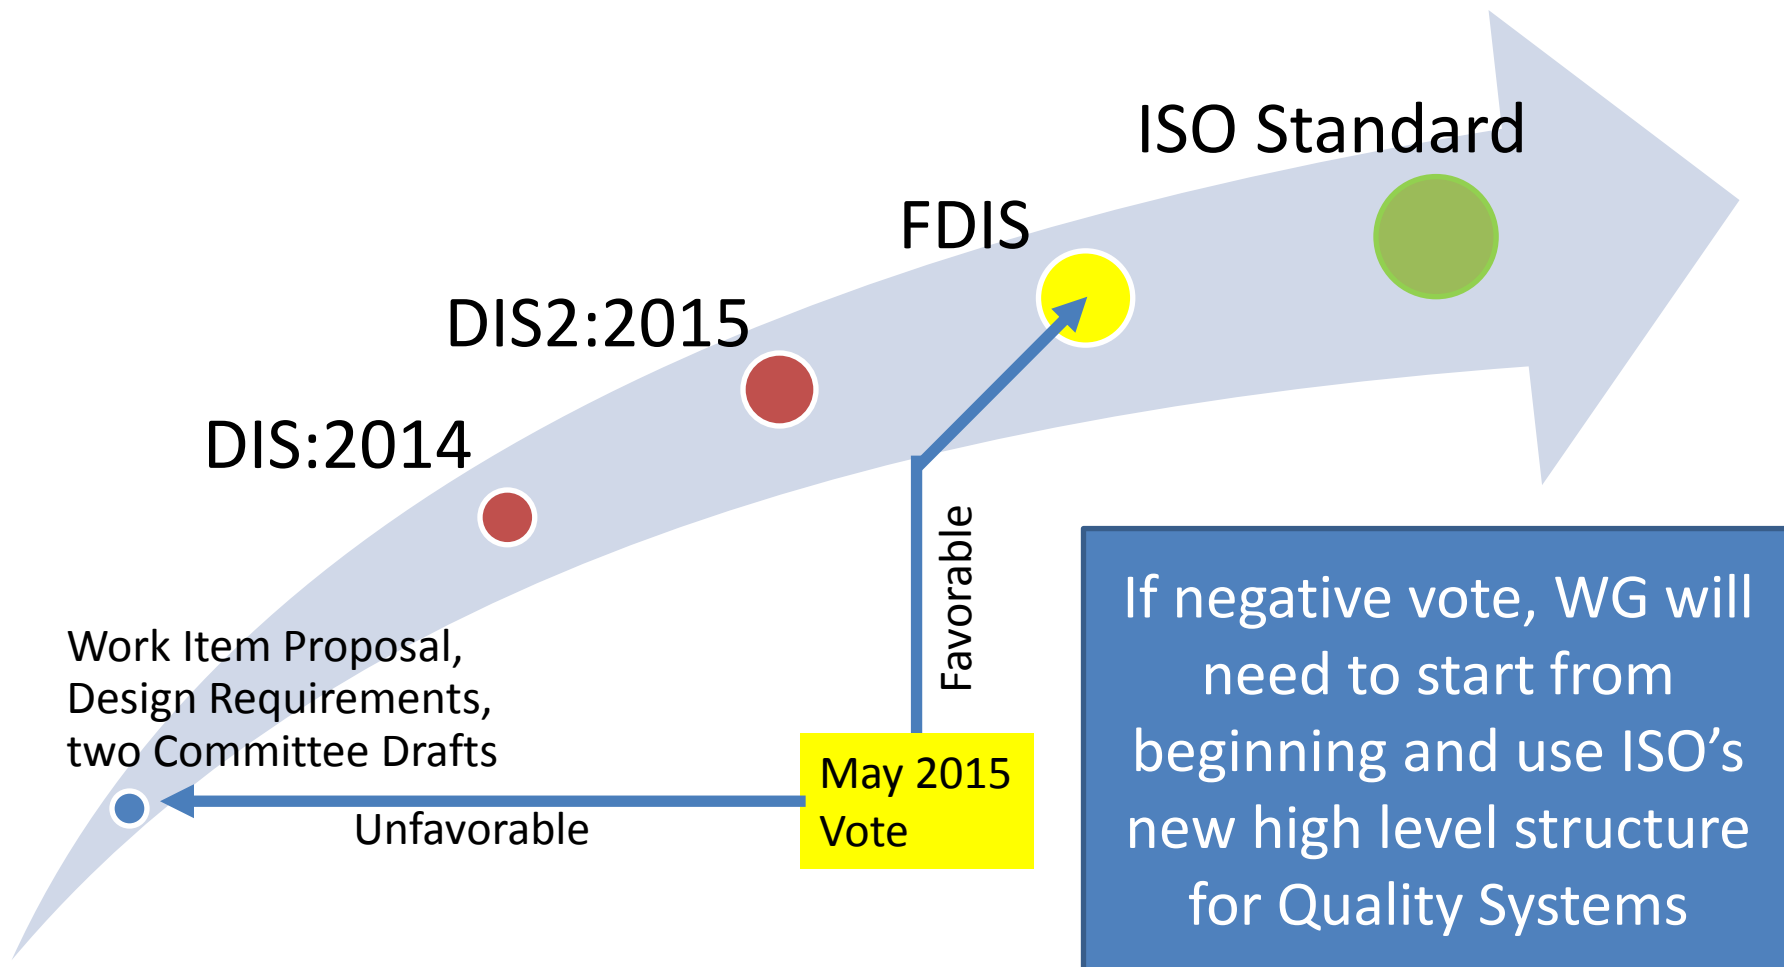 ISO Standard
FDIS
DIS2:2015
DIS:2014
Work Item Proposal,
Design Requirements,
two Committee Drafts
Unfavorable
Favorable
May 2015
Vote
If negative vote, WG will
need to start from
beginning and use ISO’s
new high level structure
for Quality Systems